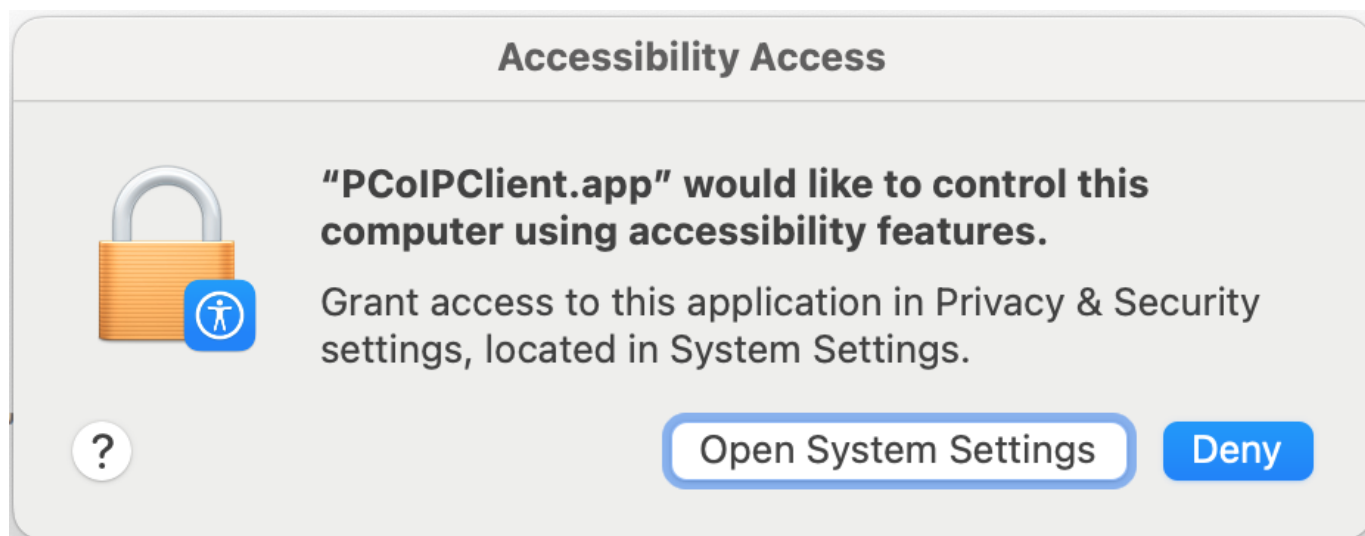 Accessibility Access
“PCoIPClient.app” would like to control this
computer using accessibility features.
Grant access to this application in Privacy & Security
settings, located in System Settings.
?
Open System Settings
Deny